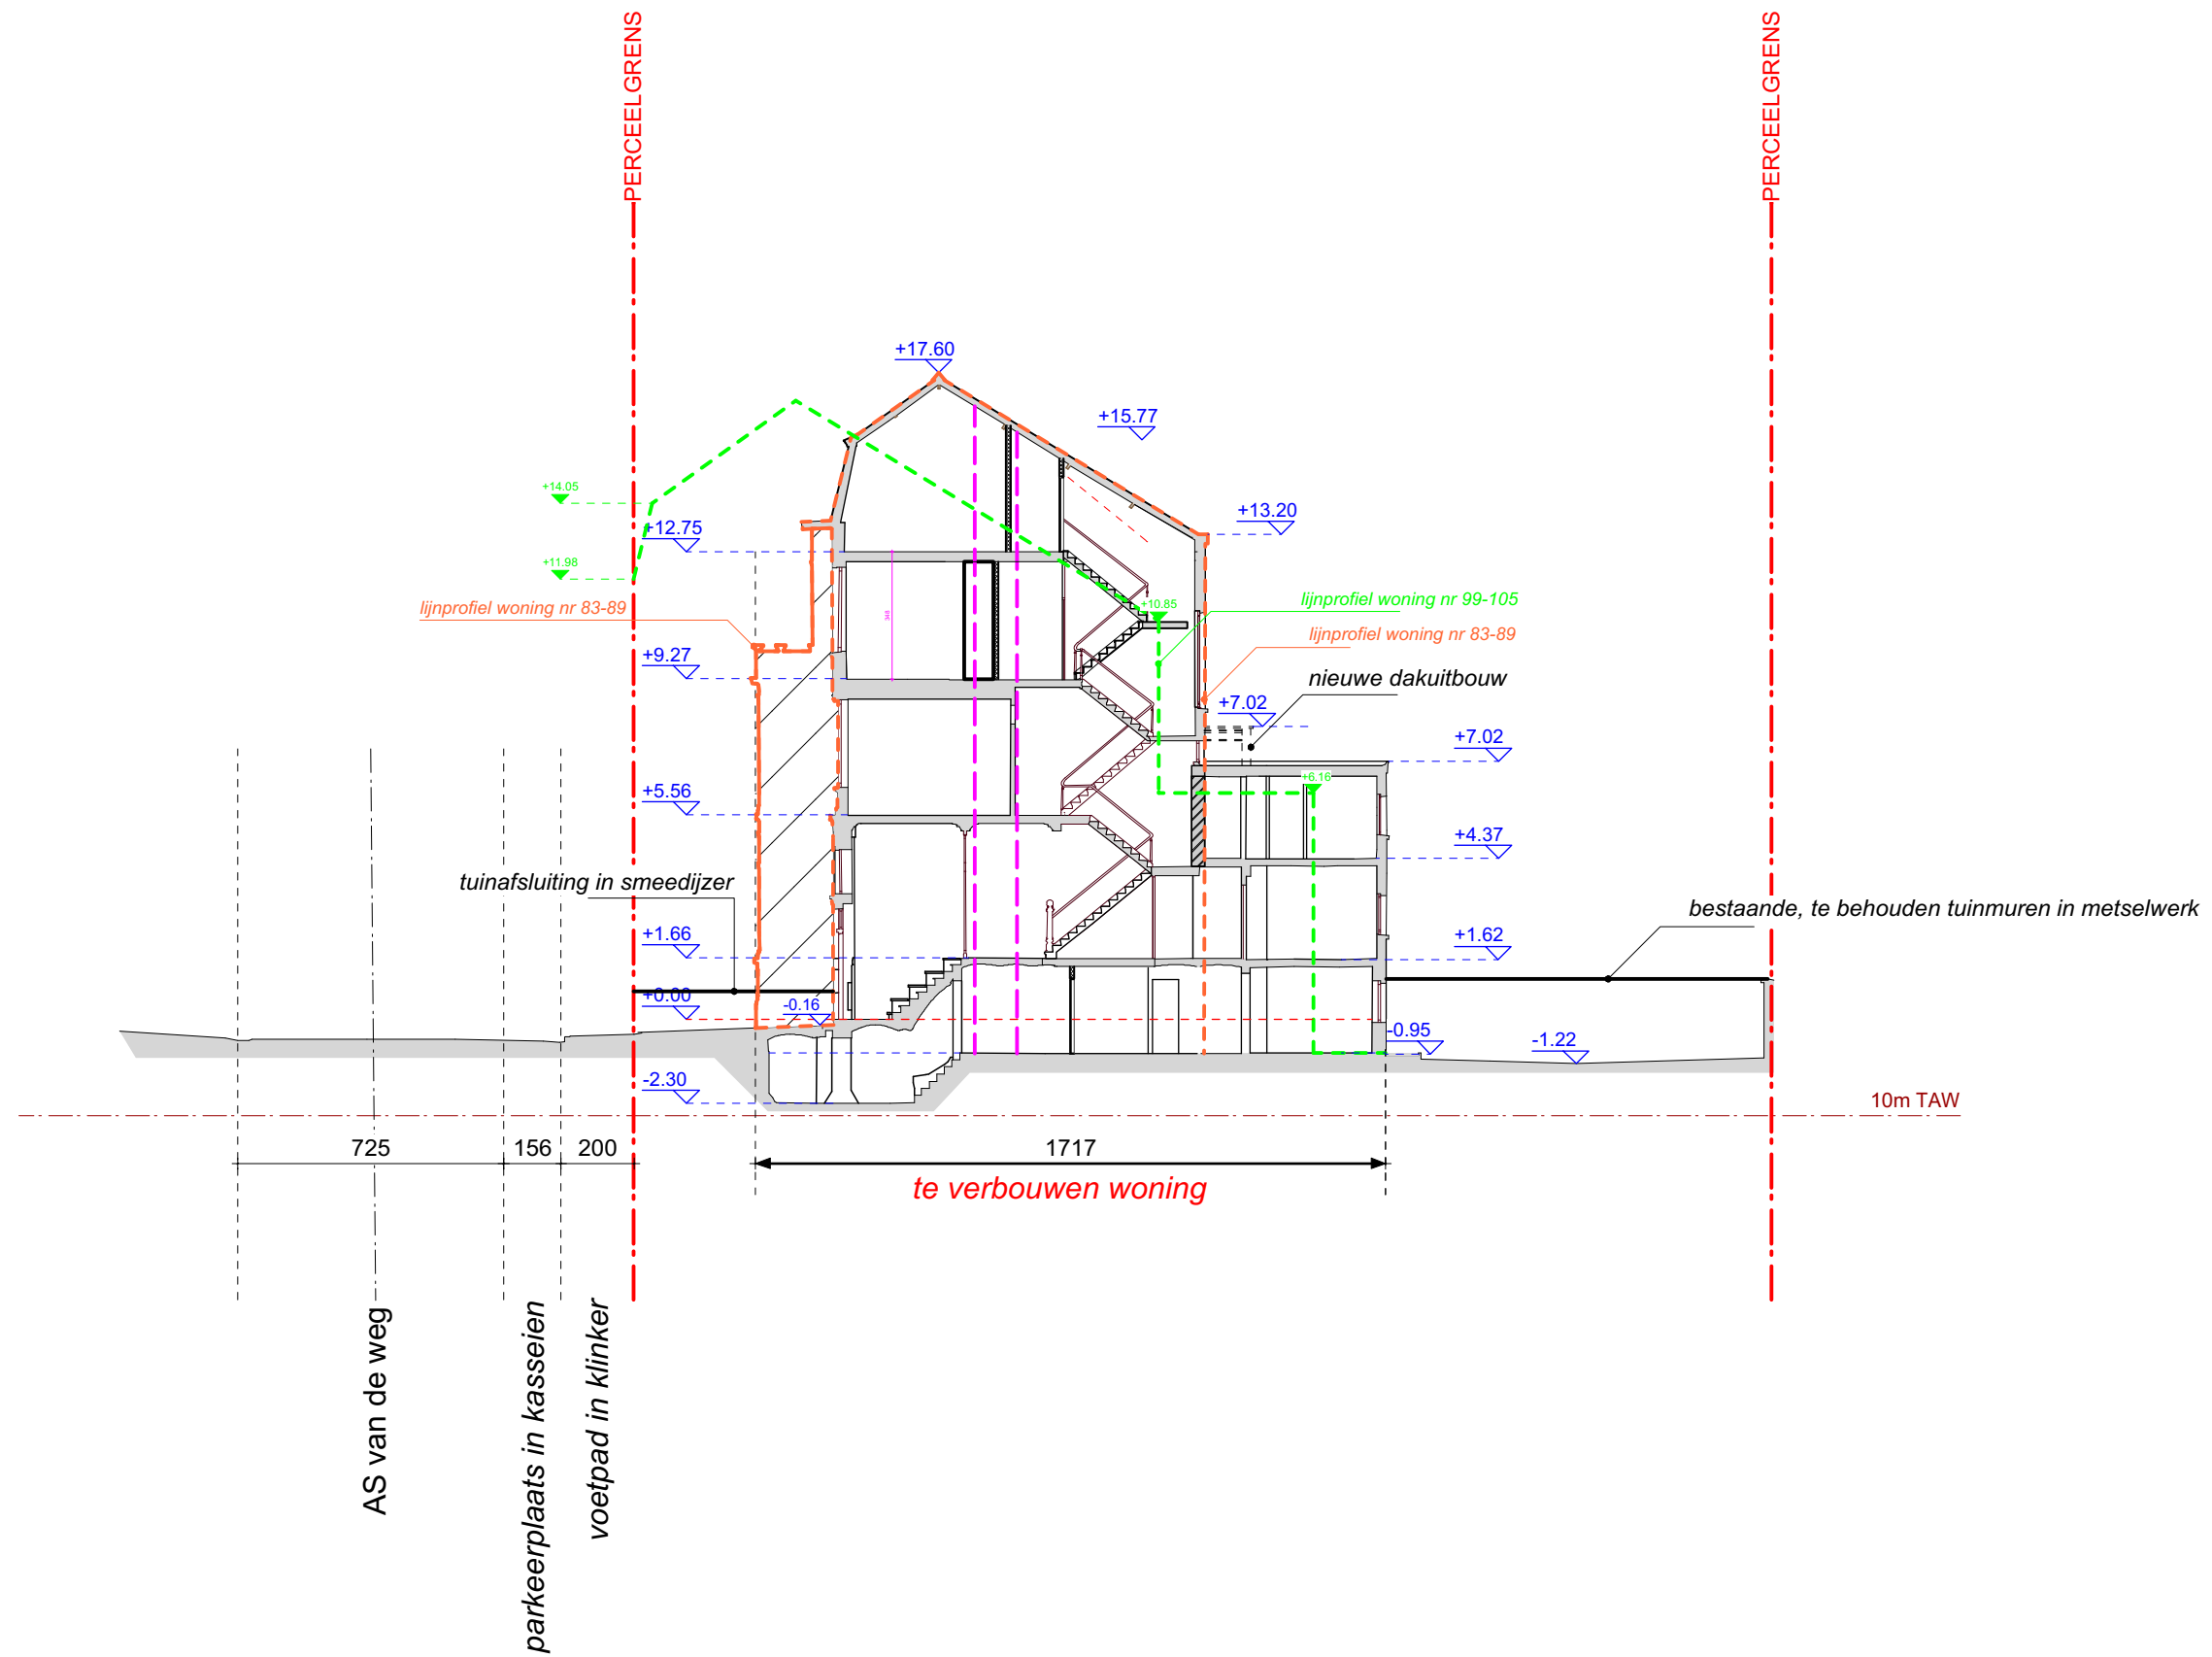 PERCEELGRENS
PERCEELGRENS
+17.60
+15.77
+14.05
+13.20
+12.75
+11.98
lijnprofiel woning nr 83-89
+10.85
lijnprofiel woning nr 99-105
lijnprofiel woning nr 83-89
348
+9.27
nieuwe dakuitbouw
+7.02
+7.02
+6.16
+5.56
+4.37
tuinafsluiting in smeedijzer
bestaande, te behouden tuinmuren in metselwerk
+1.66
+1.62
+0.00
-0.16
-0.95
-1.22
-2.30
10m TAW
725
156
200
1717
te verbouwen woning
AS van de weg
parkeerplaats in kasseien
voetpad in klinker